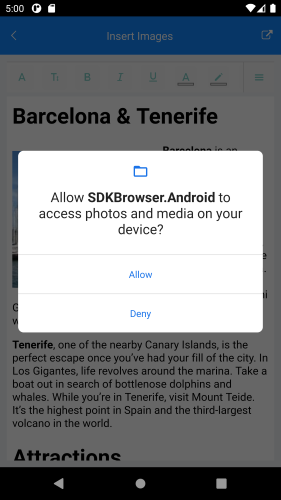 5:00
Insert Images
A Tт B I U A
Barcelona & Tenerife
Barcelona is an
Allow SDKBrowser.Android to
access photos and media on your
device?
Allow
Deny
Tenerife, one of the nearby Canary Islands, is the
perfect escape once you've had your fill of the city. In
Los Gigantes, life revolves around the marina. Take a
boat out in search of bottlenose dolphins and
whales. While you're in Tenerife, visit Mount Teide.
It's the highest point in Spain and the third-largest
volcano in the world.
Attractions